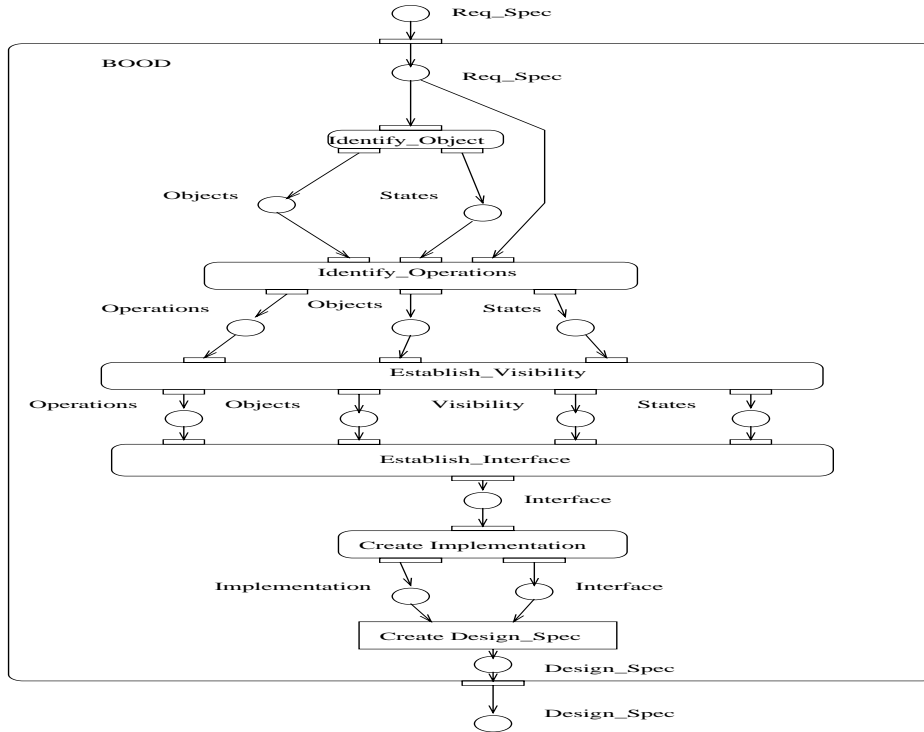 Req_Spec
BOOD
Req_Spec
Identify_Object
Objects
States
Identify_Operations
Operations
Objects
States
Establish_Visibility
Operations
Objects
Visibility
States
Establish_Interface
Interface
Create Implementation
Implementation
Interface
Create Design_Spec
Design_Spec
Design_Spec